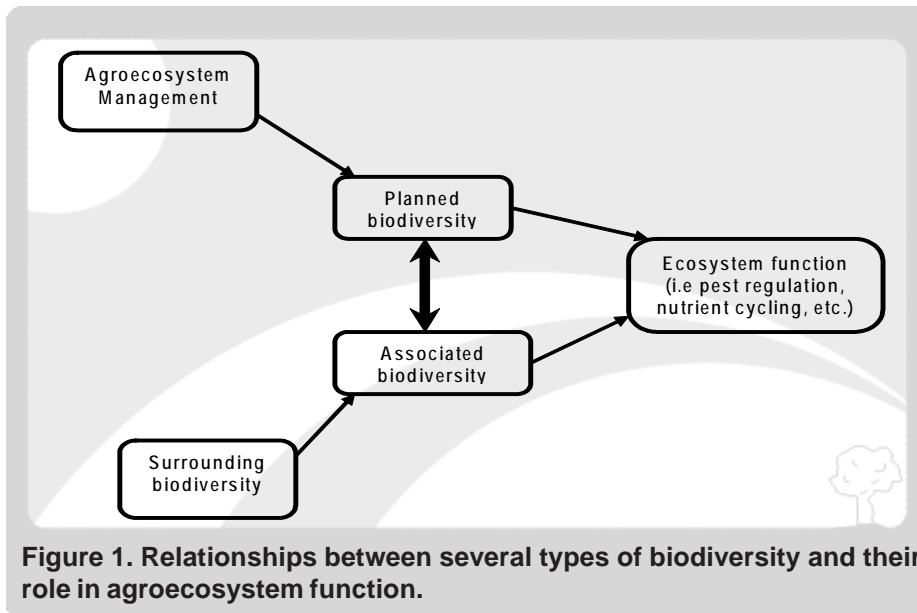 Agroecosystem
Management
Planned
biodiversity
Ecosystem function
(i.e pest regulation,
nutrient cycling, etc.)
Associated
biodiversity
Surrounding
biodiversity
Figure 1. Relationships between several types of biodiversity and their
role in agroecosystem function.